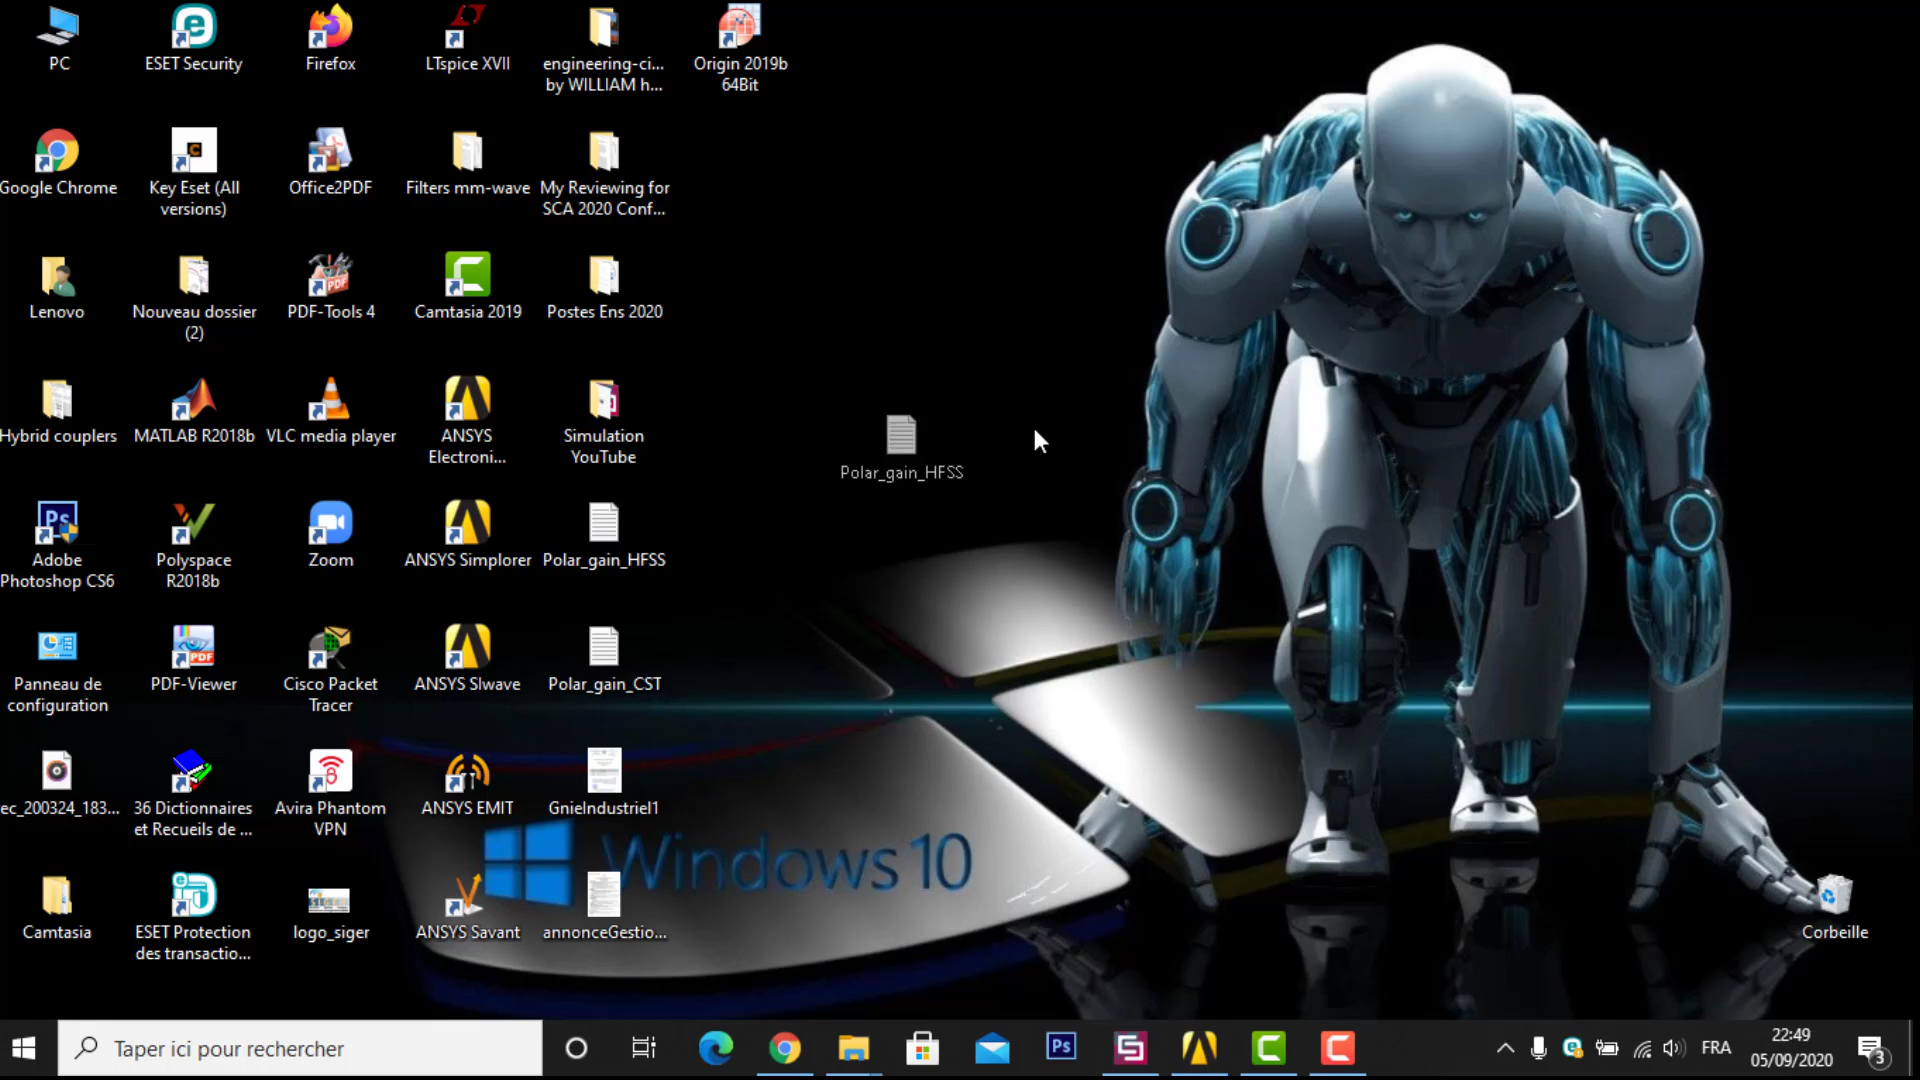 PC
ESET Security
Firefox
LTspice XVII
engineering-ci...
by WILLIAM h...
Origin 2019b
64Bit
Google Chrome
Key Eset (All
versions)
Office2PDF
Filters mm-wave
My Reviewing for
SCA 2020 Conf...
Lenovo
Nouveau dossier
(2)
PDF-Tools 4
Camtasia 2019
Postes Ens 2020
Hybrid couplers
MATLAB R2018b
VLC media player
ANSYS
Electroni...
Simulation
YouTube
Polar_gain_HFSS
Adobe
Photoshop CS6
Polyspace
R2018b
Zoom
ANSYS Simplorer
Polar_gain_HFSS
Panneau de
configuration
PDF-Viewer
Cisco Packet
Tracer
ANSYS SIwave
Polar_gain_CST
ec_200324_183...
36 Dictionnaires
et Recueils de ...
Avira Phantom
VPN
ANSYS EMIT
GnieIndustriel1
Windows 10
Camtasia
ESET Protection
des transactio...
logo_siger
ANSYS Savant
annonceGestio...
Corbeille
Taper ici pour rechercher
FRA
22:49
05/09/2020
3